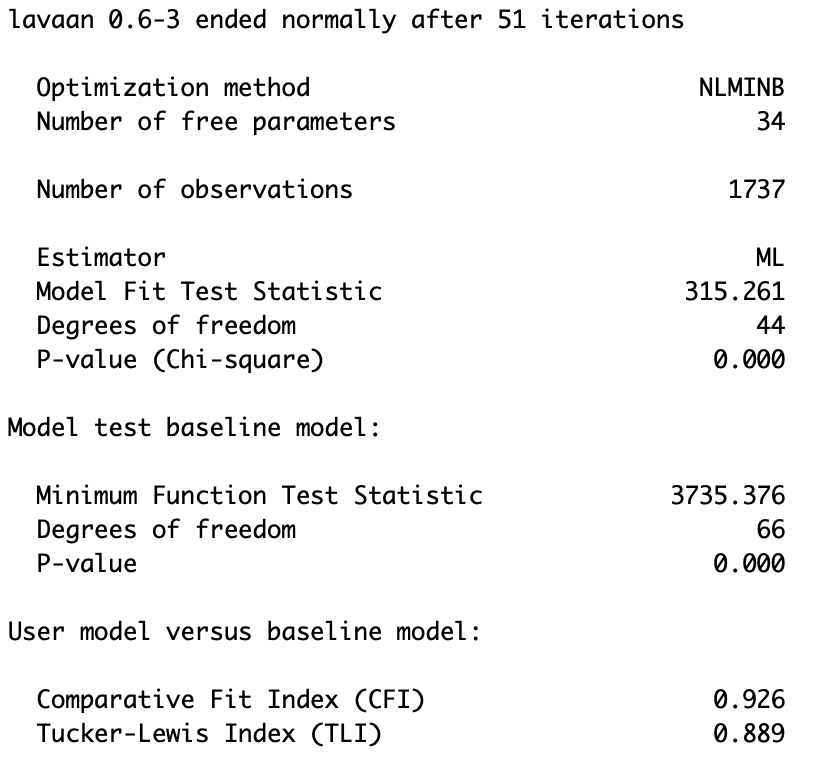 lavaan 0.6-3 ended normally after 51 iterations
Optimization method NLMINB
Number of free parameters 34
Number of observations 1737
Estimator ML
Model Fit Test Statistic 315.261
Degrees of freedom 44
P-value (Chi-square) 0.000
Model test baseline model:
Minimum Function Test Statistic 3735.376
Degrees of freedom 66
P-value 0.000
User model versus baseline model:
Comparative Fit Index (CFI) 0.926
Tucker-Lewis Index (TLI) 0.889